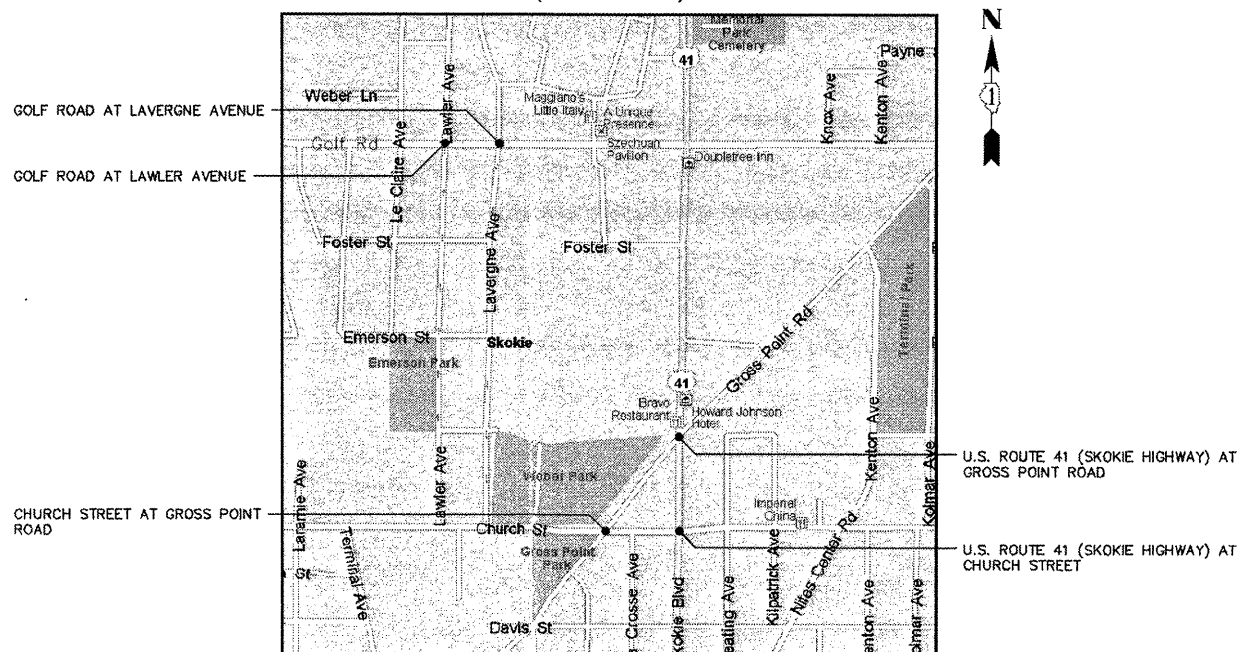 N
1
Memorial
Park
Cemetery
41
Payne
Weber Ln
Lawler Ave
Maggiano's
Little Italy
A Unique
Presence
Knox Ave
Kenton Ave
GOLF ROAD AT LAVERGNE AVENUE
Golf Rd
Le Claire Ave
Szechuan
Pavilion
Doubletree Inn
GOLF ROAD AT LAWLER AVENUE
Foster St
Lavergne Ave
Foster St
Terminal Park
Emerson St
Skokie
Emerson Park
Gross Point Rd
41
Bravo
Restaurant
Howard Johnson
Hotel
Kenton Ave
Kolmar Ave
U.S. ROUTE 41 (SKOKIE HIGHWAY) AT
GROSS POINT ROAD
Laramie Ave
Lawler Ave
Weber Park
Imperial
China
CHURCH STREET AT GROSS POINT
ROAD
Church St
Terminal Ave
Gross Point
Park
Niles Center Rd
U.S. ROUTE 41 (SKOKIE HIGHWAY) AT
CHURCH STREET
St
Crosse Ave
kokie Blvd
eating Ave
Kilpatrick Ave
enton Ave
olmar Ave
Davis St